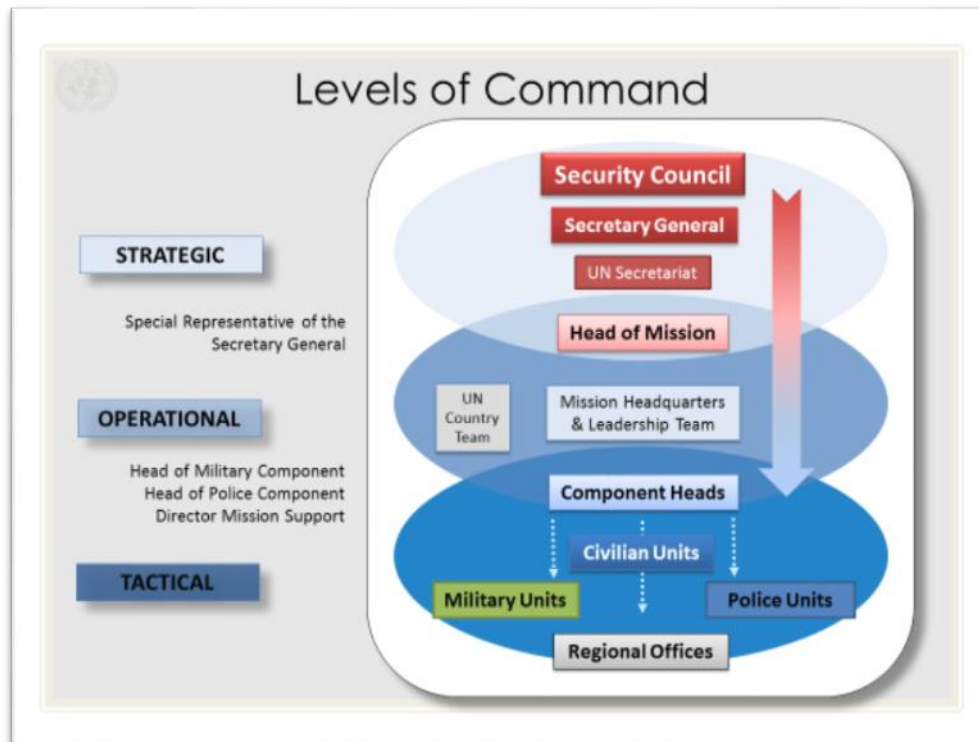 Levels of Command
STRATEGIC
Special Representative of the
Secretary General
OPERATIONAL
Head of Military Component
Head of Police Component
Director Mission Support
TACTICAL
Security Council
Secretary General
UN Secretariat
Head of Mission
UN
Country
Team
Mission Headquarters
& Leadership Team
Component Heads
Civilian Units
Military Units
Police Units
Regional Offices